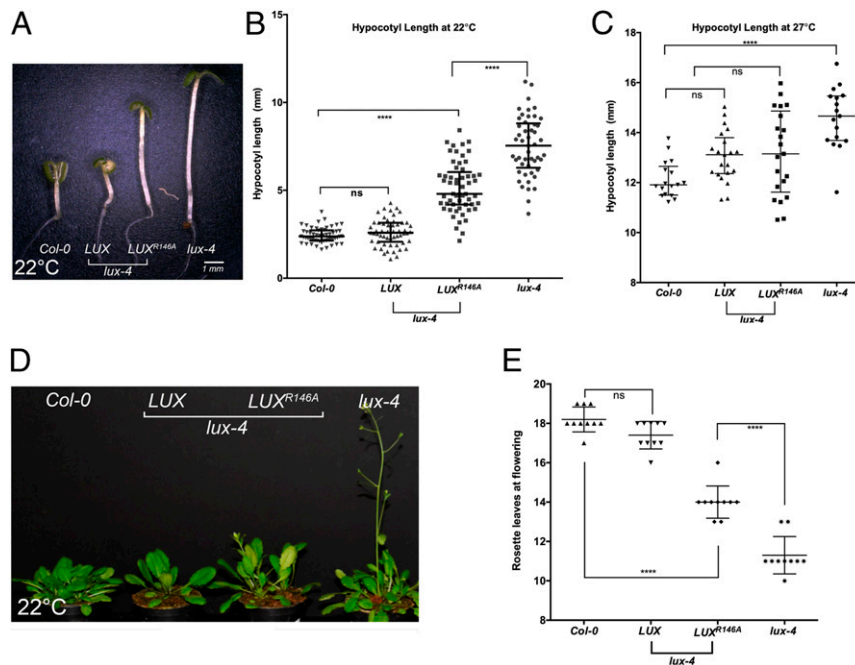 A
Col-0
LUX
LUX^R146A
lux-4
lux-4
22°C
1 mm
B
Hypocotyl Length at 22°C
Hypocotyl length (mm)
15
10
5
0
ns
****
****
Col-0
LUX
LUX^R146A
lux-4
lux-4
C
Hypocotyl Length at 27°C
Hypocotyl length (mm)
18
16
14
12
10
8
****
ns
ns
Col-0
LUX
LUX^R146A
lux-4
lux-4
D
Col-0
LUX
LUX^R146A
lux-4
lux-4
22°C
E
Rosette leaves at flowering
20
18
16
14
12
10
8
ns
****
****
Col-0
LUX
LUX^R146A
lux-4
lux-4